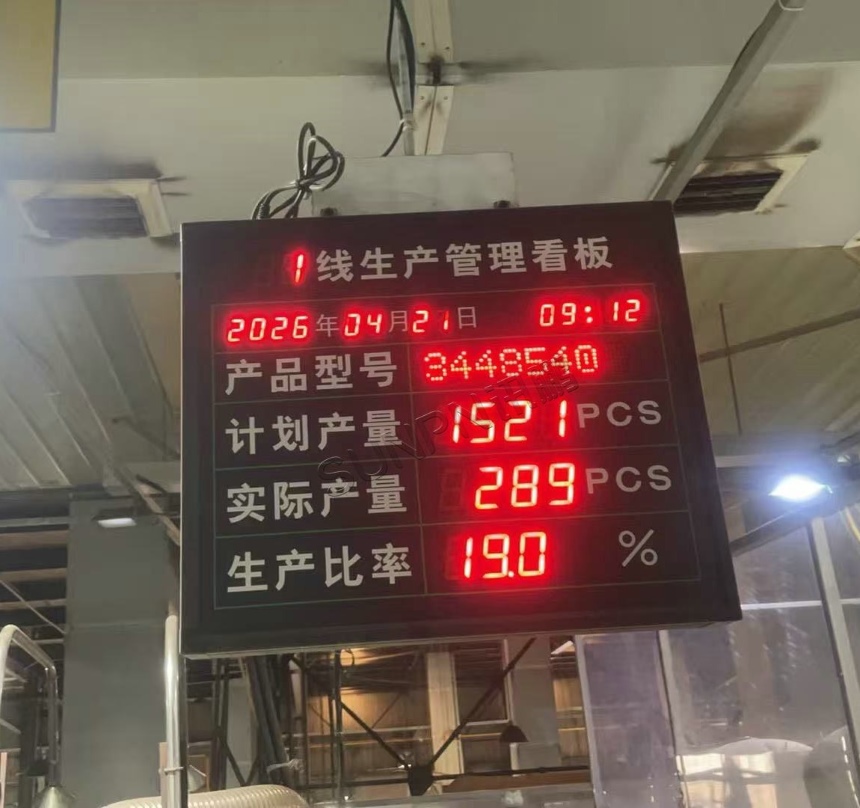 1线生产管理看板
2026年04月21日 09:12
产品型号 34485400
计划产量 1521 PCS
实际产量 289 PCS
生产比率 19.0 %